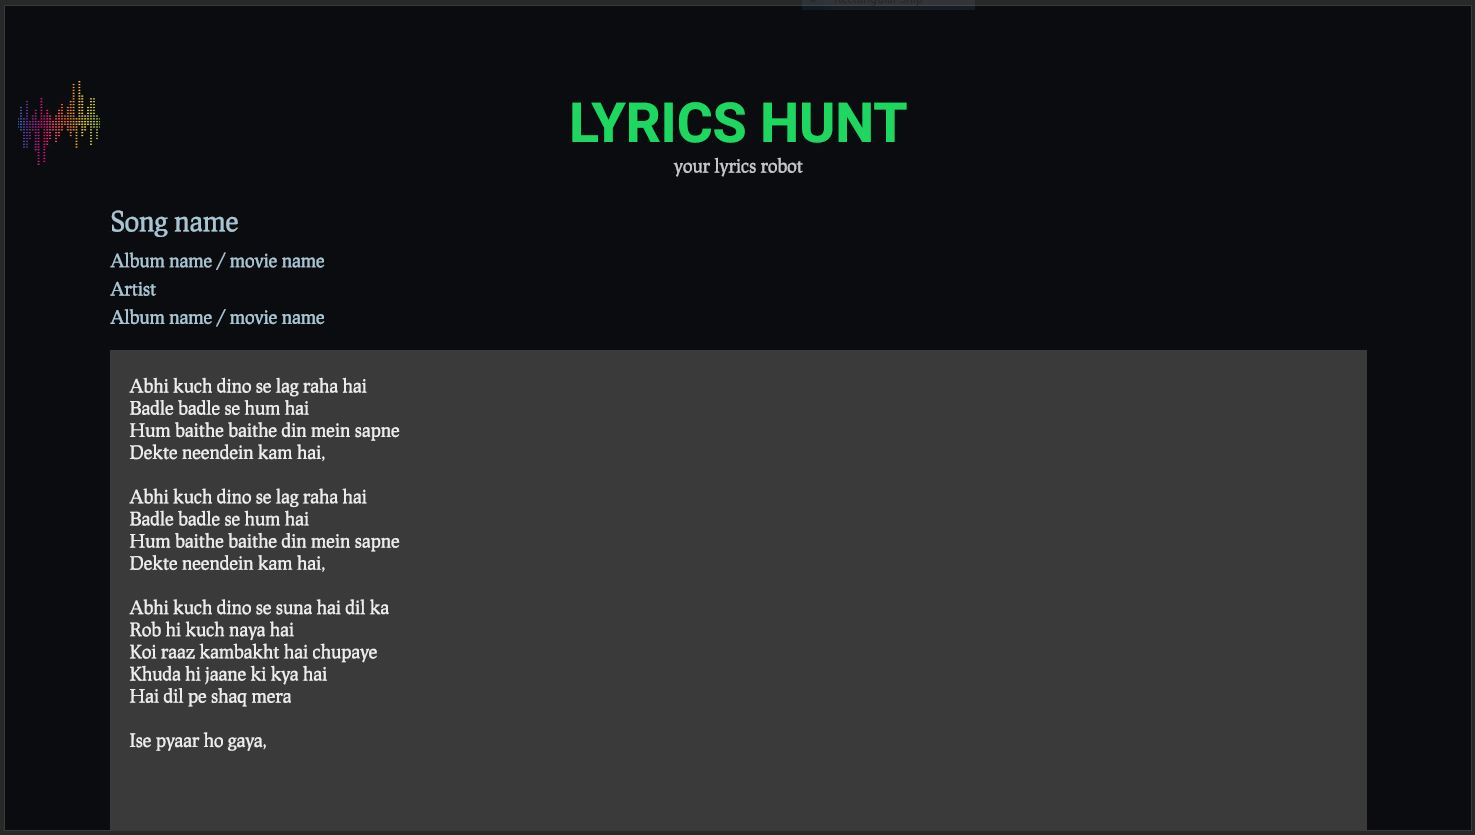 LYRICS HUNT
your lyrics robot
Song name
Album name / movie name
Artist
Album name / movie name
Abhi kuch dino se lag raha hai
Badle badle se hum hai
Hum baithe baithe din mein sapne
Dekte neendein kam hai,
Abhi kuch dino se lag raha hai
Badle badle se hum hai
Hum baithe baithe din mein sapne
Dekte neendein kam hai,
Abhi kuch dino se suna hai dil ka
Rob hi kuch naya hai
Koi raaz kambakht hai chupaye
Khuda hi jaane ki kya hai
Hai dil pe shaq mera
Ise pyaar ho gaya,